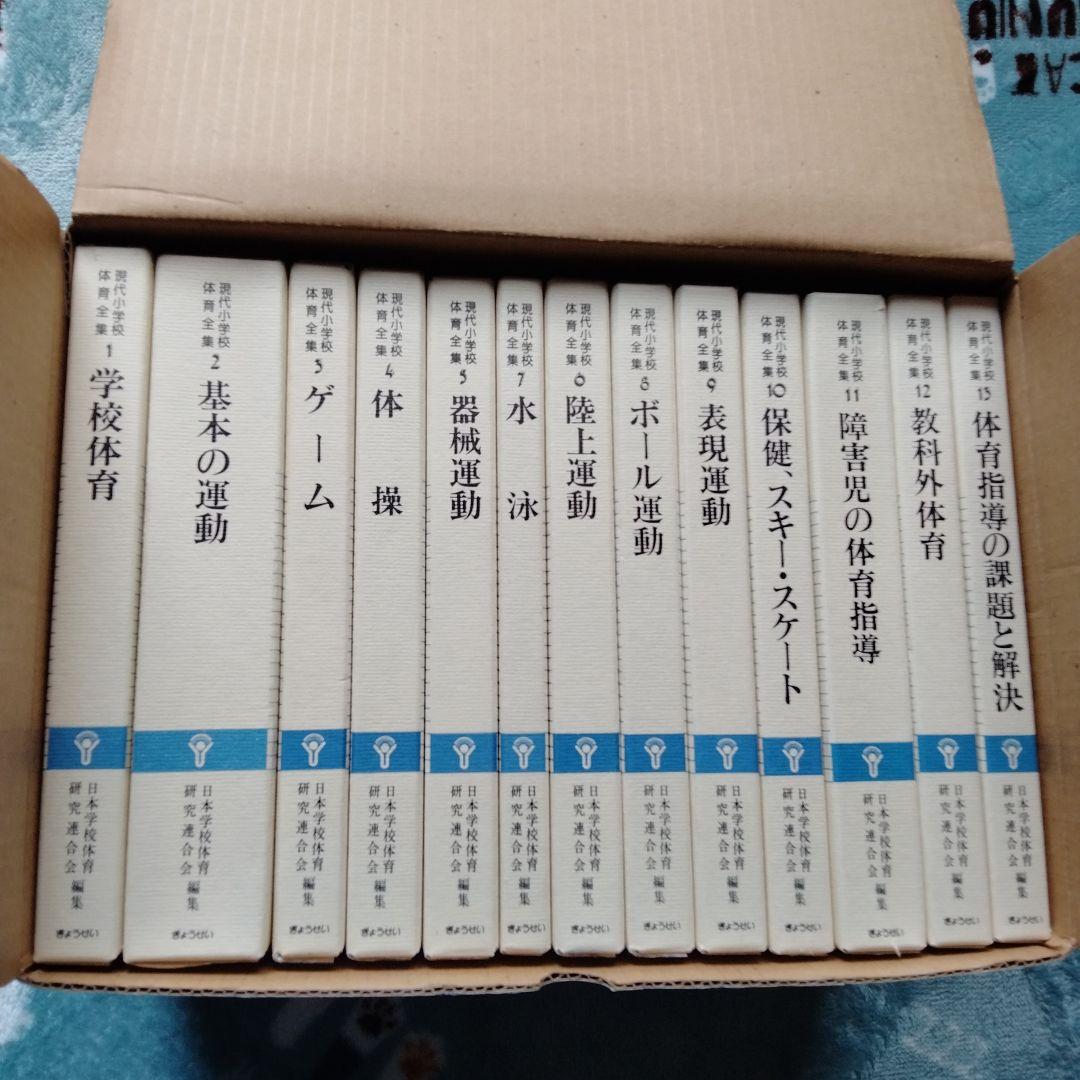 現代小学校
体育全集
1
学校体育
日本学校体育
研究連合会
編集
ぎょうせい
現代小学校
体育全集
2
基本の運動
日本学校体育
研究連合会
編集
現代小学校
体育全集
3
ゲーム
日本学校体育
研究連合会
編集
ぎょうせい
現代小学校
体育全集
4
体操
日本学校体育
研究連合会
編集
ぎょうせい
現代小学校
体育全集
5
器械運動
日本学校体育
研究連合会
編集
ぎょうせい
現代小学校
体育全集
7
水泳
日本学校体育
研究連合会
編集
ぎょうせい
現代小学校
体育全集
6
陸上運動
日本学校体育
研究連合会
編集
ぎょうせい
現代小学校
体育全集
8
ボール運動
日本学校体育
研究連合会
編集
ぎょうせい
現代小学校
体育全集
9
表現運動
日本学校体育
研究連合会
編集
ぎょうせい
現代小学校
体育全集
10
保健、スキー・スケート
日本学校体育
研究連合会
編集
ぎょうせい
現代小学校
体育全集
11
障害児の体育指導
日本学校体育
研究連合会
編集
ぎょうせい
現代小学校
体育全集
12
教科外体育
日本学校体育
研究連合会
編集
ぎょうせい
現代小学校
体育全集
13
体育指導の課題と解決
日本学校体育
研究連合会
編集
ぎょうせい